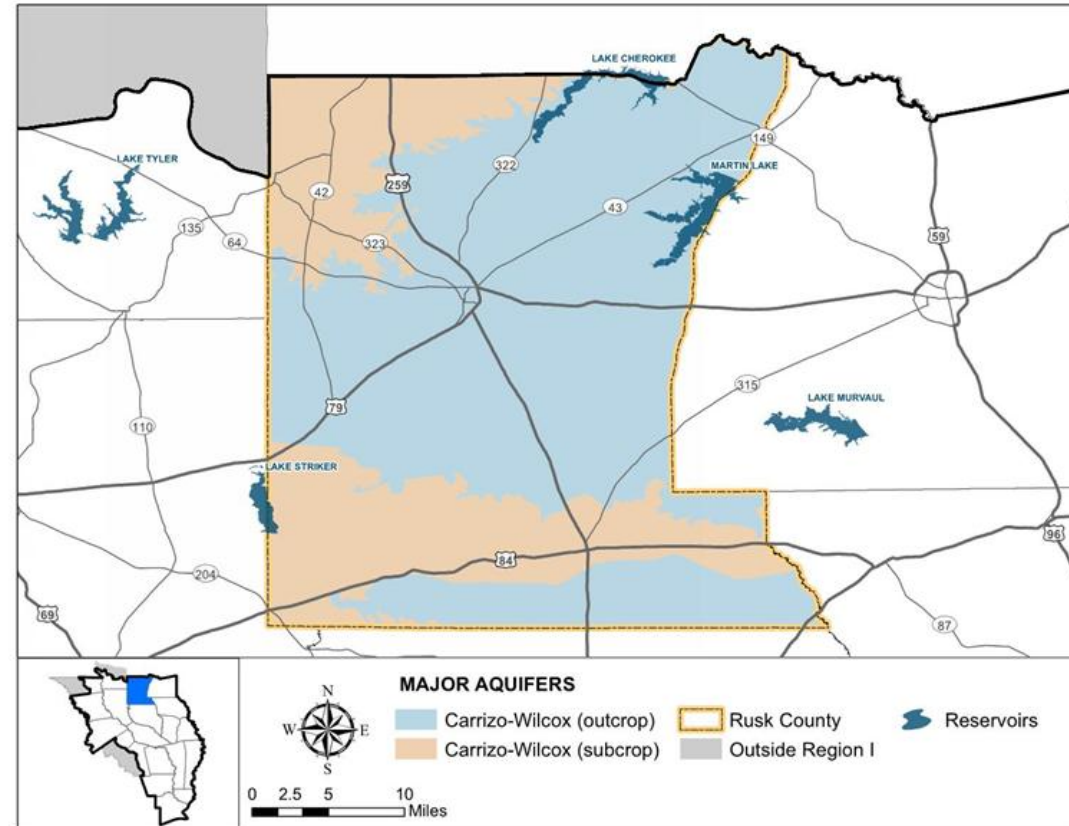 LAKE CHEROKEE
149
LAKE TYLER
MARTIN LAKE
322
259
42
43
135
64
323
59
315
79
LAKE MURVAUL
110
LAKE STRIKER
96
84
204
69
87
MAJOR AQUIFERS
Carrizo-Wilcox (outcrop)
Rusk County
Reservoirs
Carrizo-Wilcox (subcrop)
Outside Region I
N
W
E
S
0 2.5 5 10
Miles